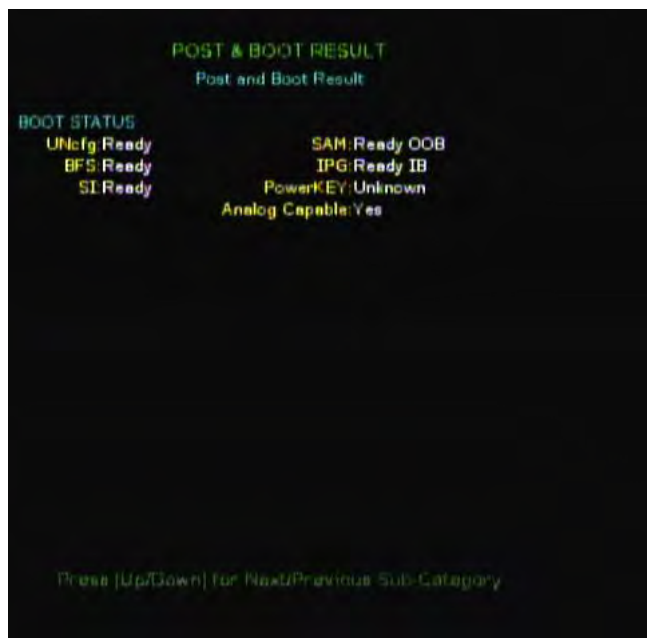 POST & BOOT RESULT
Post and Boot Result
BOOT STATUS
UNcfg:Ready SAM:Ready OOB
BFS:Ready IPG:Ready IB
SI:Ready PowerKEY:Unknown
Analog Capable:Yes
Press [Up/Down] for Next/Previous Sub-Category